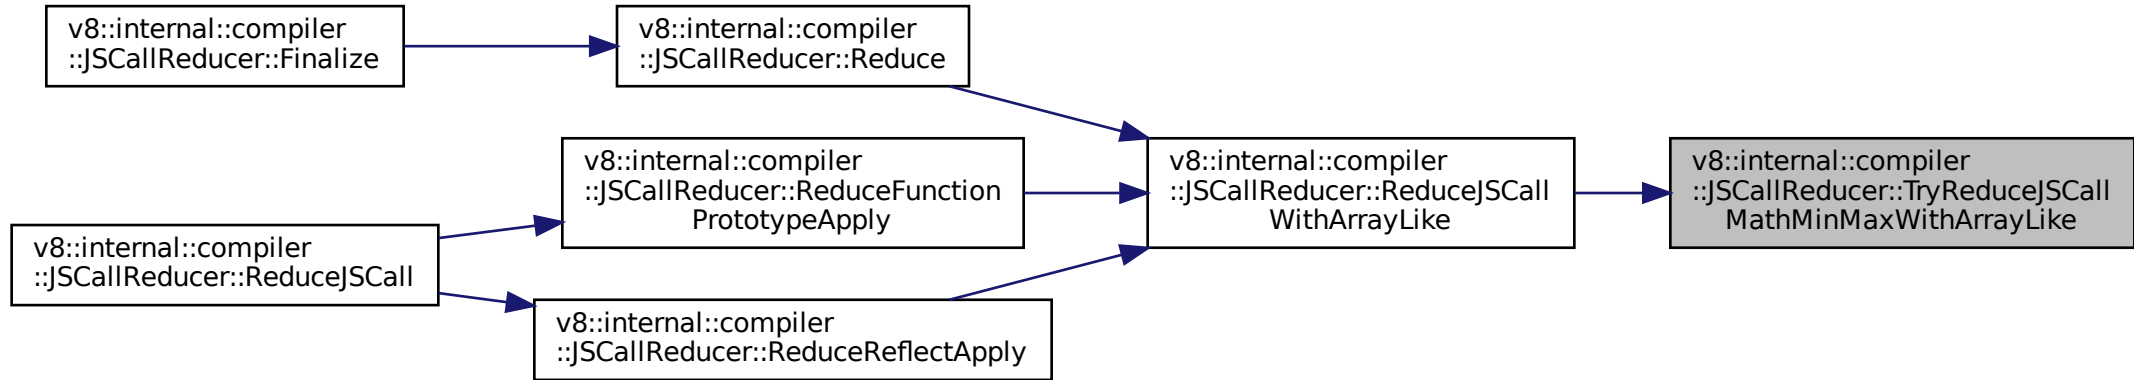 v8::internal::compiler
::JSCallReducer::Finalize
v8::internal::compiler
::JSCallReducer::Reduce
v8::internal::compiler
::JSCallReducer::ReduceFunction
PrototypeApply
v8::internal::compiler
::JSCallReducer::ReduceJSCall
WithArrayLike
v8::internal::compiler
::JSCallReducer::TryReduceJSCall
MathMinMaxWithArrayLike
v8::internal::compiler
::JSCallReducer::ReduceJSCall
v8::internal::compiler
::JSCallReducer::ReduceReflectApply